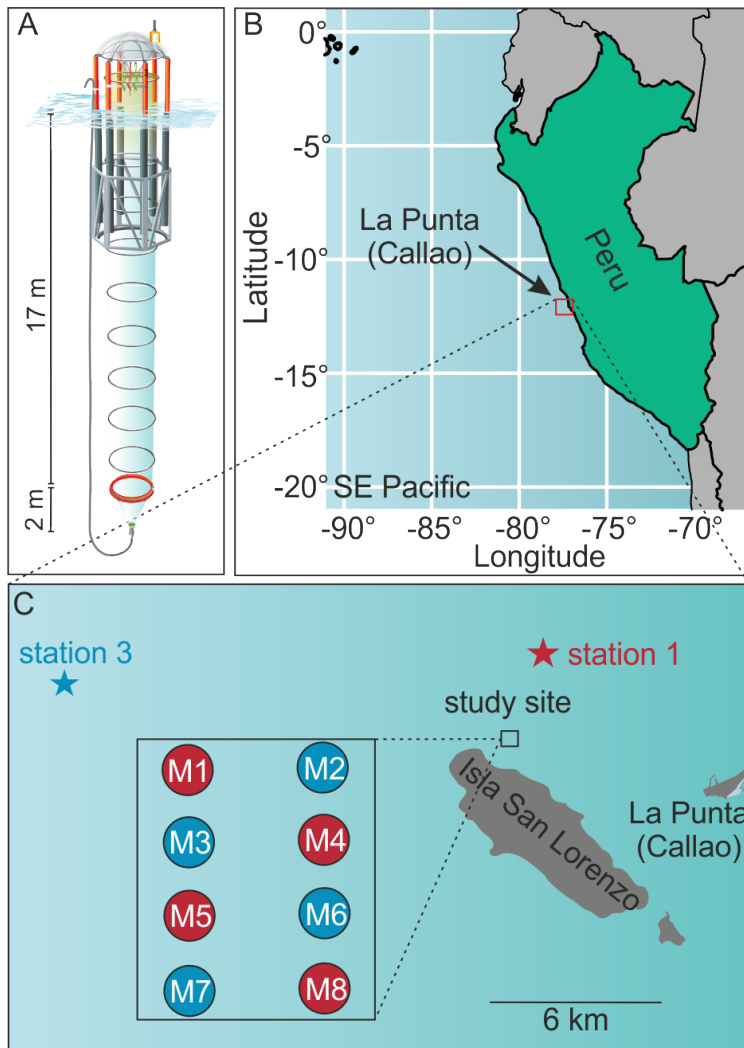 A
17 m
2 m
B
0°
-5°
-10°
-15°
-20°
Latitude
La Punta
(Callao)
Peru
SE Pacific
-90°
-85°
-80°
-75°
-70°
Longitude
C
station 3
station 1
study site
M1
M2
M3
M4
M5
M6
M7
M8
Isla San Lorenzo
La Punta
(Callao)
6 km